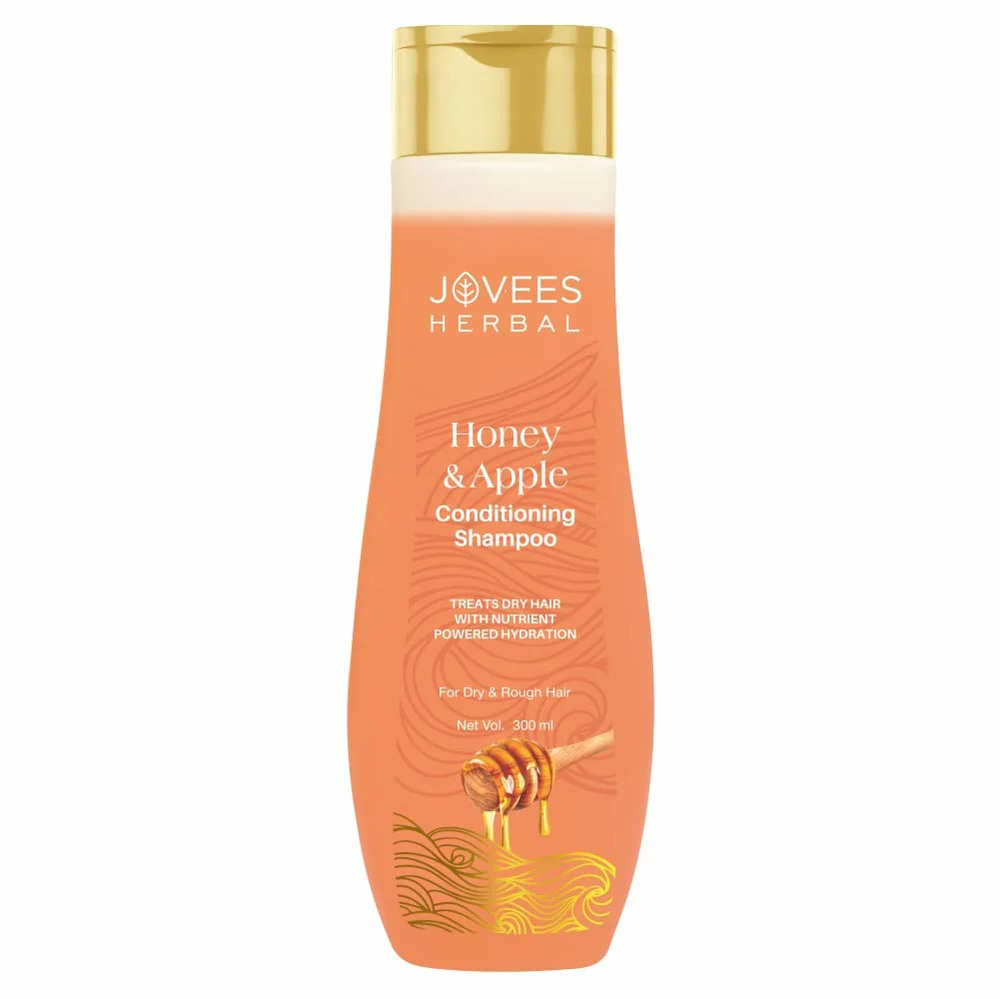 JOVEES
HERBAL
Honey
& Apple
Conditioning
Shampoo
TREATS DRY HAIR
WITH NUTRIENT
POWERED HYDRATION
For Dry & Rough Hair
Net Vol. 300 ml